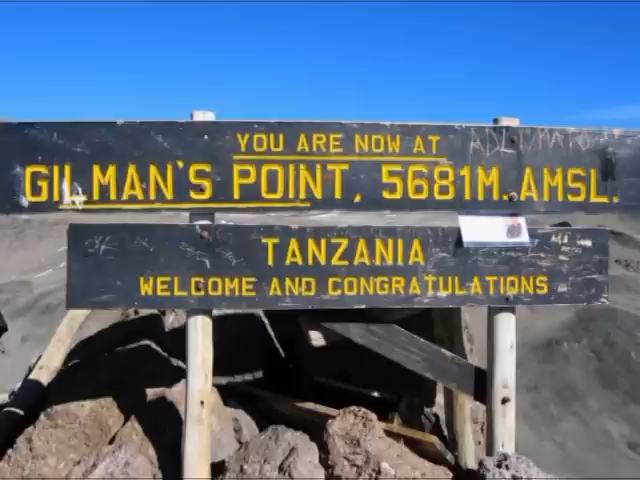 YOU ARE NOW AT
GILMAN'S POINT, 5681M. AMSL.
TANZANIA
WELCOME AND CONGRATULATIONS